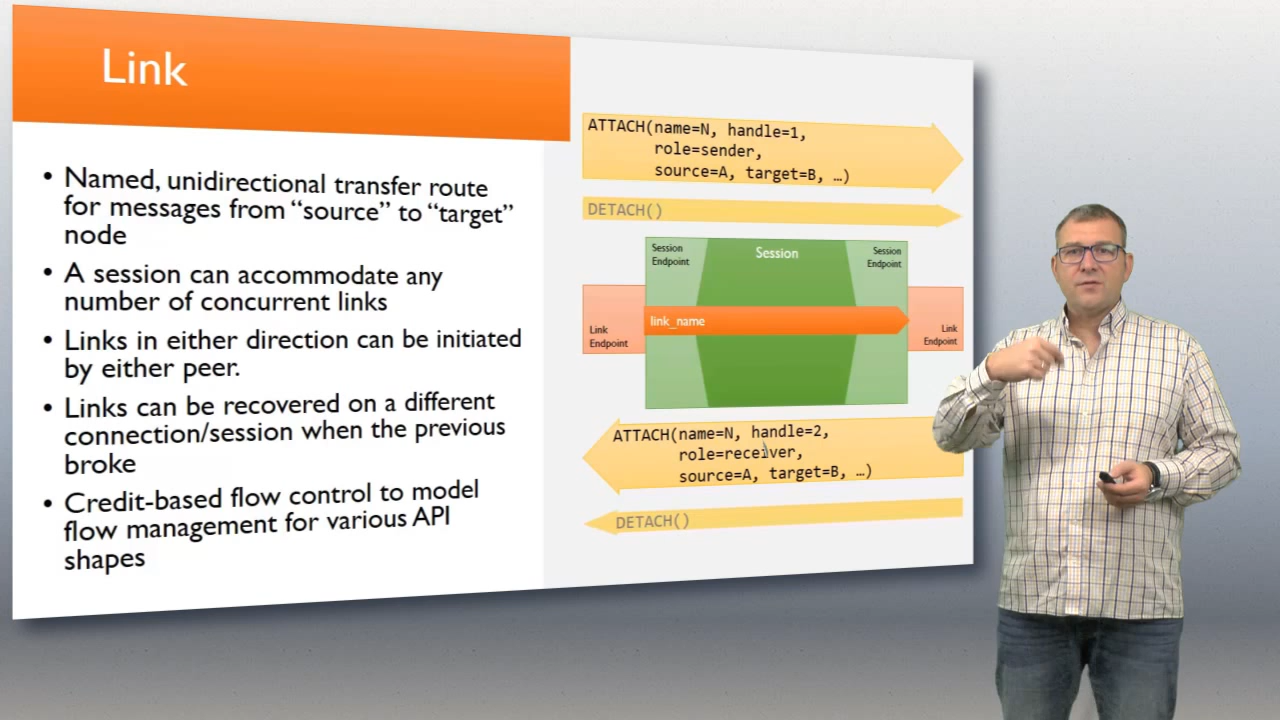 Link
• Named, unidirectional transfer route
for messages from “source” to “target”
node
• A session can accommodate any
number of concurrent links
• Links in either direction can be initiated
by either peer.
• Links can be recovered on a different
connection/session when the previous
broke
• Credit-based flow control to model
flow management for various API
shapes
ATTACH(name=N, handle=1,
role=sender,
source=A, target=B, …)
DETACH()
Session
Endpoint
Session
Session
Endpoint
link_name
Link
Endpoint
Link
Endpoint
ATTACH(name=N, handle=2,
role=receiver,
source=A, target=B, …)
DETACH()